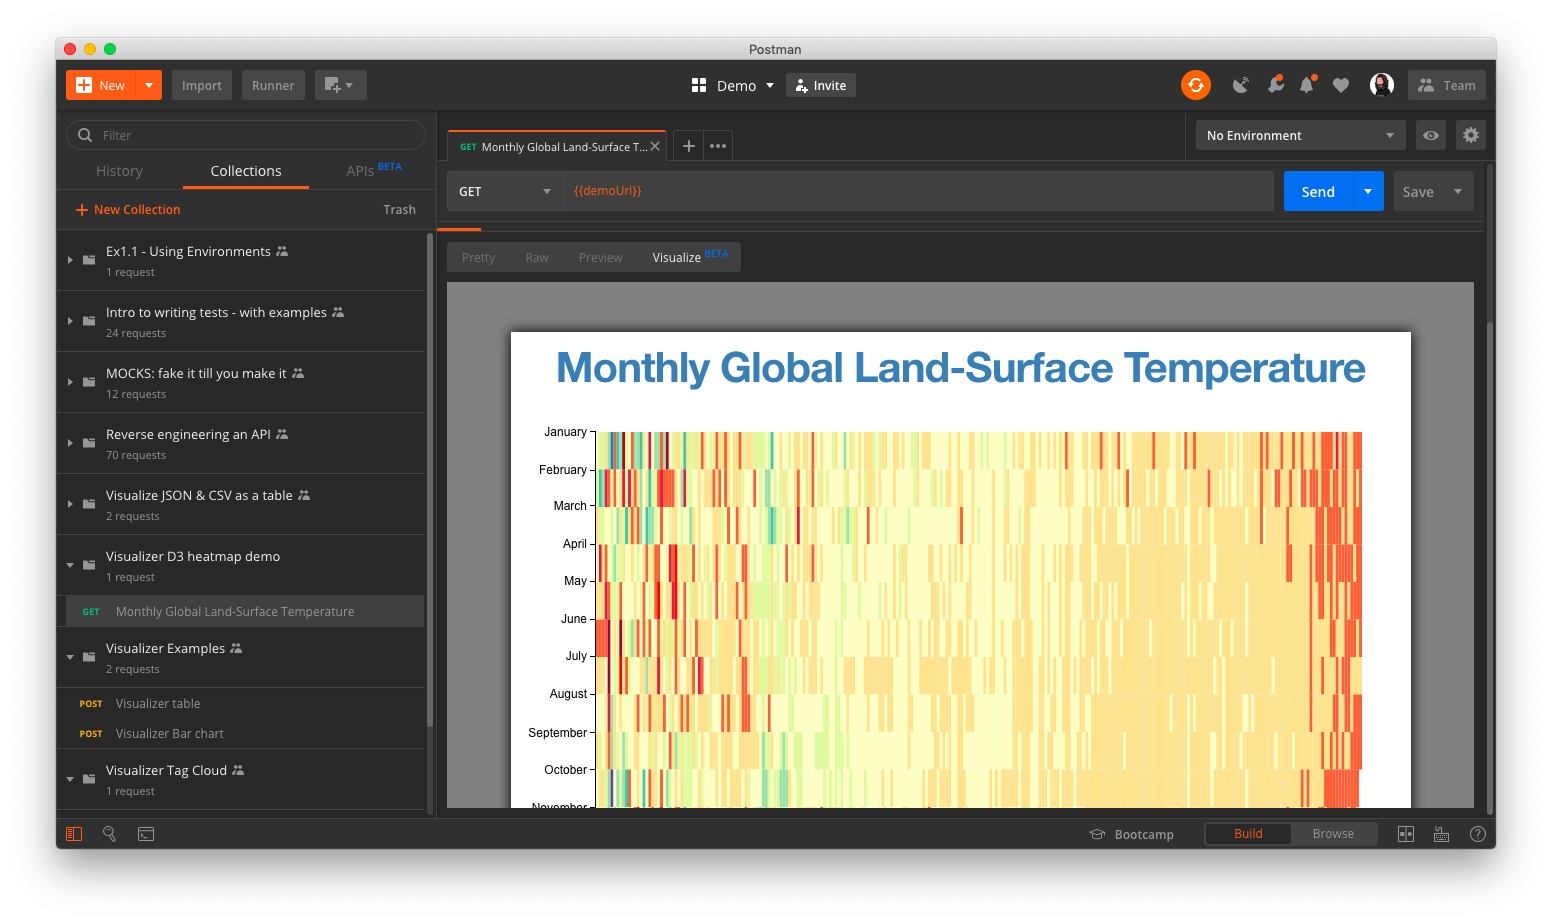 Postman
New
Import
Runner
Demo
Invite
Team
Filter
History
Collections
APIs BETA
New Collection
Trash
Ex1.1 - Using Environments
1 request
Intro to writing tests - with examples
24 requests
MOCKS: fake it till you make it
12 requests
Reverse engineering an API
70 requests
Visualize JSON & CSV as a table
2 requests
Visualizer D3 heatmap demo
1 request
GET Monthly Global Land-Surface Temperature
Visualizer Examples
2 requests
POST Visualizer table
POST Visualizer Bar chart
Visualizer Tag Cloud
1 request
GET Monthly Global Land-Surface T...
No Environment
GET
{{demoUrl}}
Send
Save
Pretty
Raw
Preview
Visualize BETA
Monthly Global Land-Surface Temperature
January
February
March
April
May
June
July
August
September
October
November
Bootcamp
Build
Browse